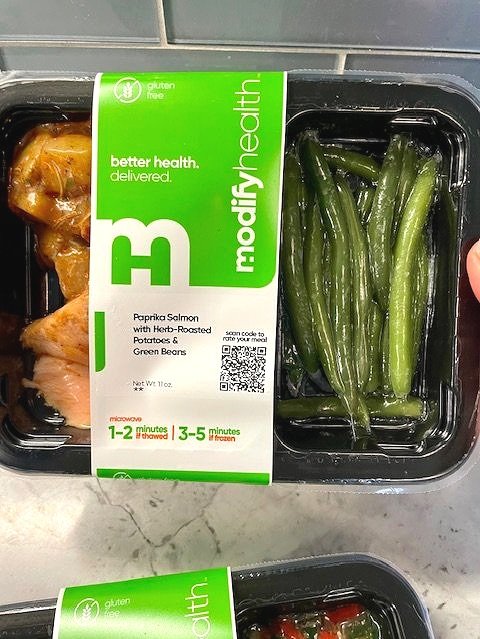 gluten
free
better health.
delivered.
modifyhealth.
Paprika Salmon
with Herb-Roasted
Potatoes &
Green Beans
scan code to
rate your meal
Net Wt. 11 oz.
**
microwave
1-2 minutes if thawed | 3-5 minutes if frozen
gluten
free
alth.